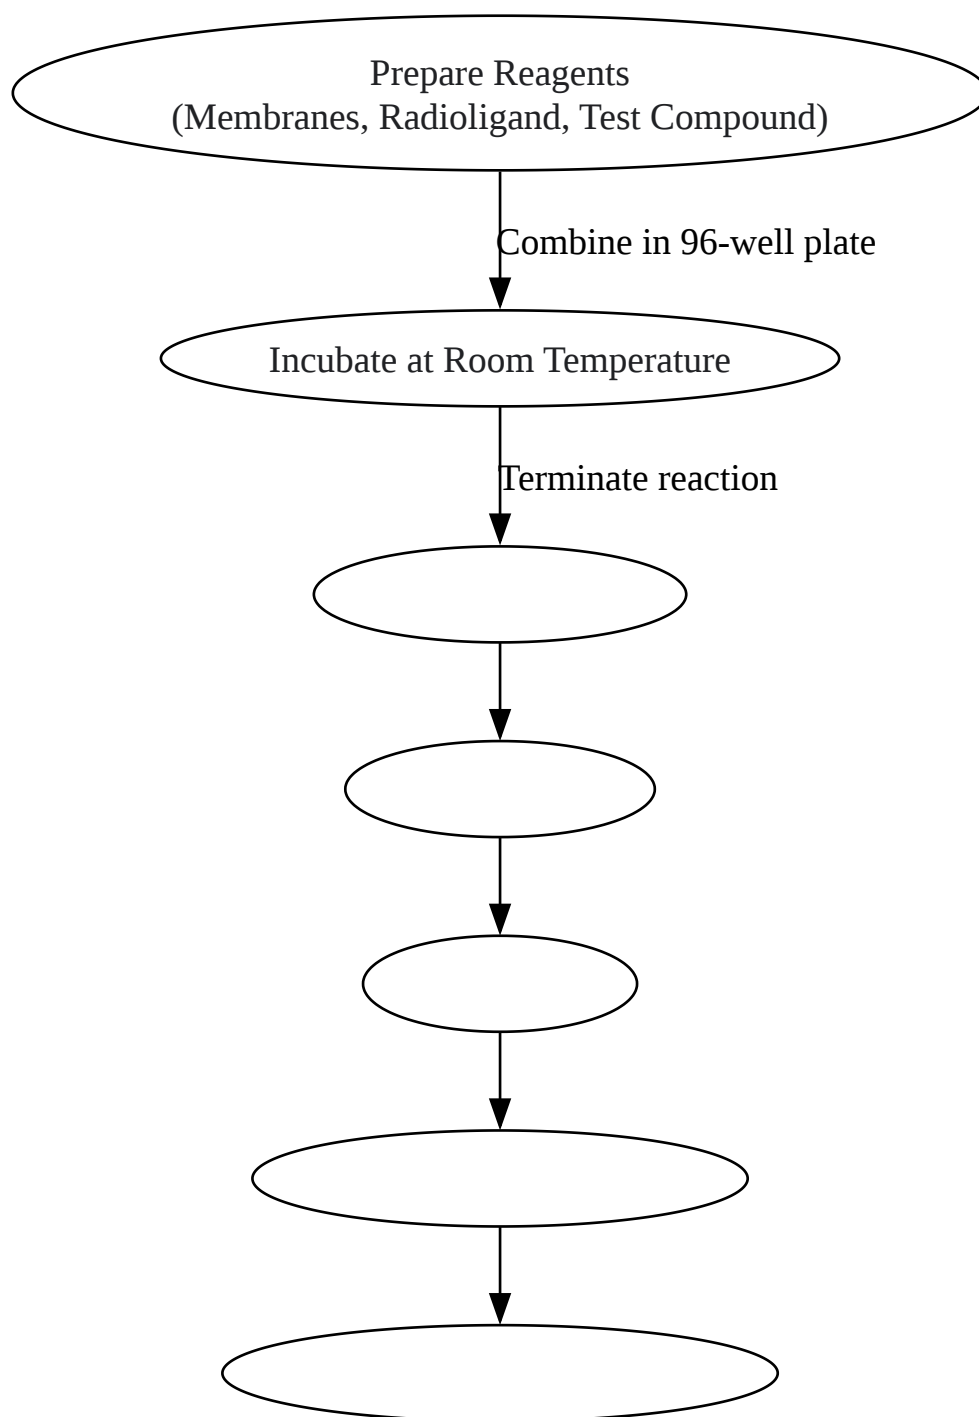 Prepare Reagents
(Membranes, Radioligand, Test Compound)
Combine in 96-well plate
Incubate at Room Temperature
Terminate reaction